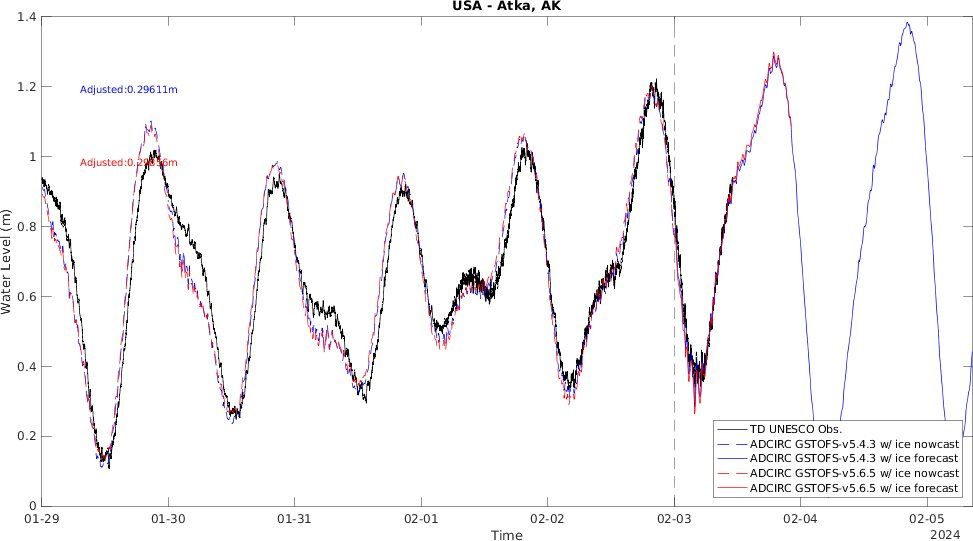 USA - Atka, AK
1.4
1.2
1
0.8
0.6
0.4
0.2
0
Water Level (m)
Adjusted:0.29611m
TD UNESCO Obs.
ADCIRC GSTOFS-v5.4.3 w/ ice nowcast
ADCIRC GSTOFS-v5.4.3 w/ ice forecast
ADCIRC GSTOFS-v5.6.5 w/ ice nowcast
ADCIRC GSTOFS-v5.6.5 w/ ice forecast
01-29 01-30 01-31 02-01 02-02 02-03 02-04 02-05
Time
2024